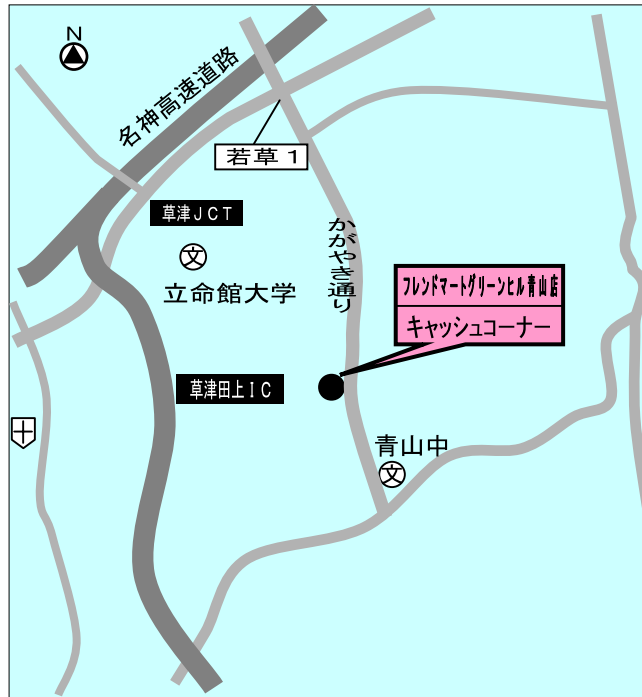 N
名神高速道路
若草1
草津JCT
文
立命館大学
かがやき通り
フレンドマートグリーンヒル青山店
キャッシュコーナー
草津田上IC
青山中
文